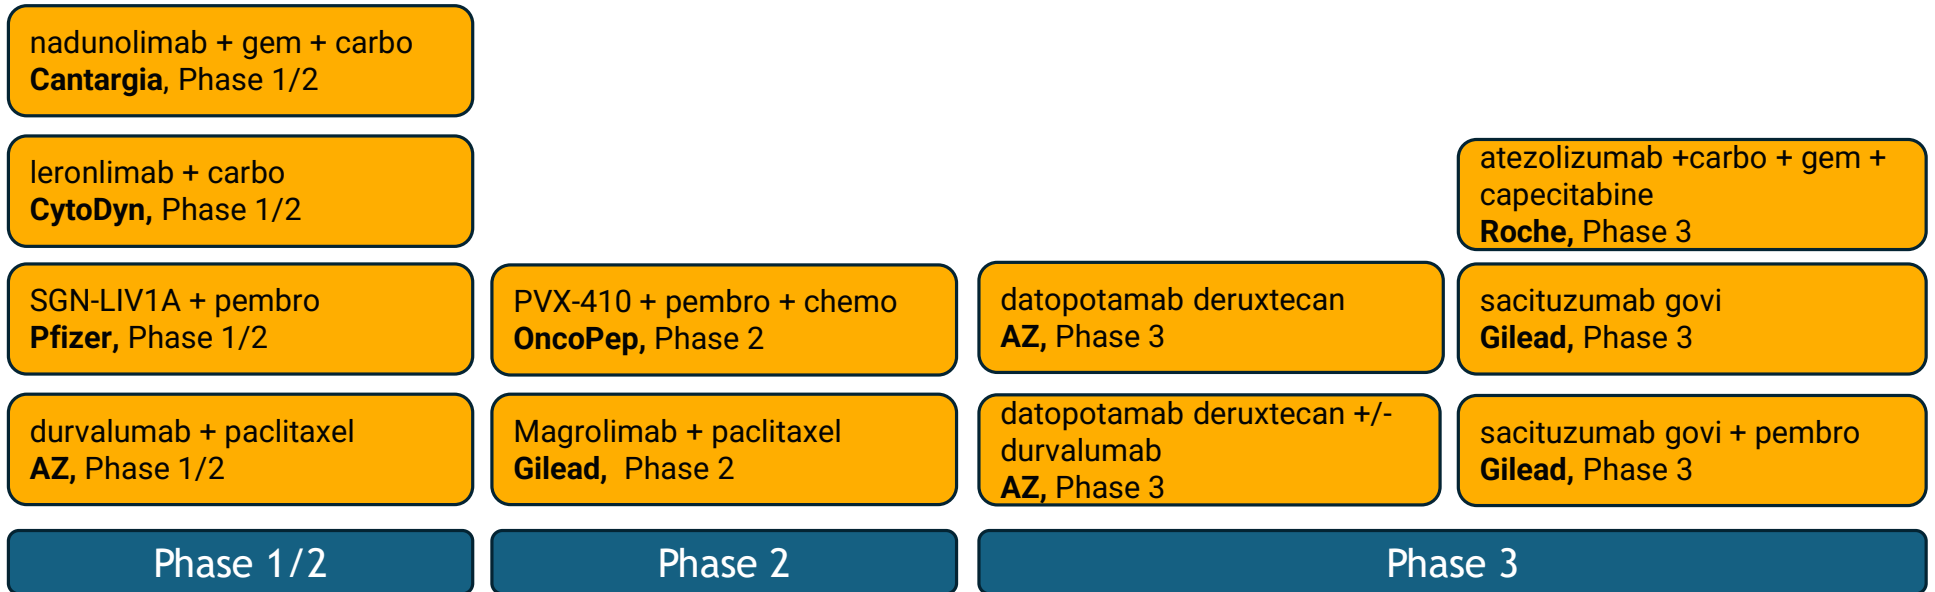 nadunolimab + gem + carbo
Cantargia, Phase 1/2
leronlimab + carbo
CytoDyn, Phase 1/2
SGN-LIV1A + pembro
Pfizer, Phase 1/2
durvalumab + paclitaxel
AZ, Phase 1/2
Phase 1/2
PVX-410 + pembro + chemo
OncoPep, Phase 2
Magrolimab + paclitaxel
Gilead, Phase 2
Phase 2
datopotamab deruxtecan
AZ, Phase 3
datopotamab deruxtecan +/-
durvalumab
AZ, Phase 3
atezolizumab +carbo + gem +
capecitabine
Roche, Phase 3
sacituzumab govi
Gilead, Phase 3
sacituzumab govi + pembro
Gilead, Phase 3
Phase 3